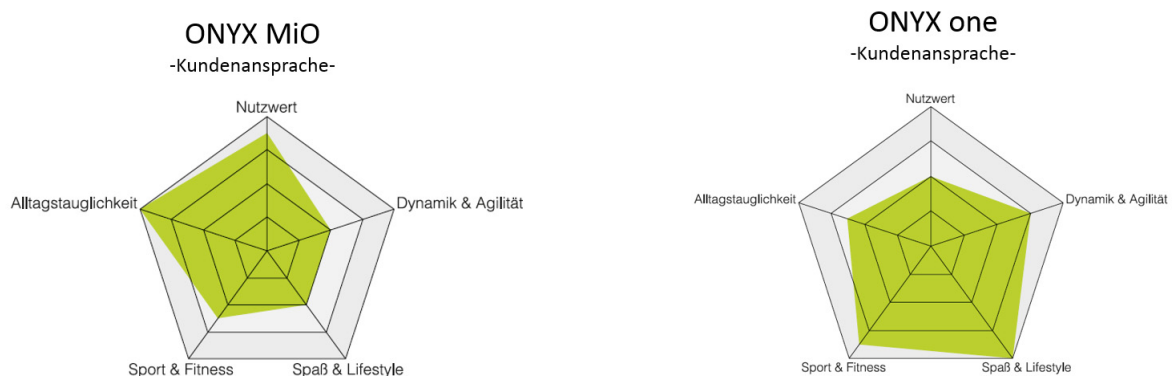 ONYX MiO
-Kundenansprache-
Nutzwert
Alltagstauglichkeit
Dynamik & Agilität
Sport & Fitness
Spaß & Lifestyle
ONYX one
-Kundenansprache-
Nutzwert
Alltagstauglichkeit
Dynamik & Agilität
Sport & Fitness
Spaß & Lifestyle